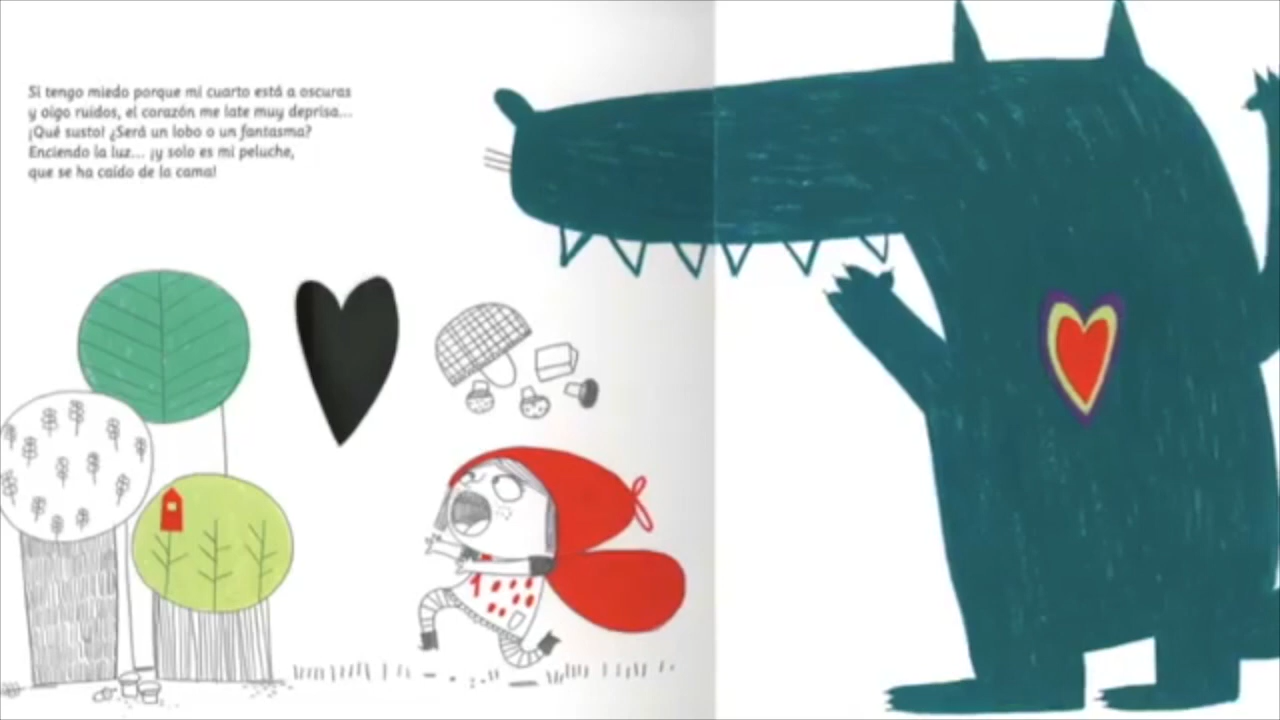 Si tengo miedo porque mi cuarto está a oscuras
y oigo ruidos, el corazón me late muy deprisa...
¡Qué susto! ¿Será un lobo o un fantasma?
Enciendo la luz... ¡y solo es mi peluche,
que se ha caído de la cama!